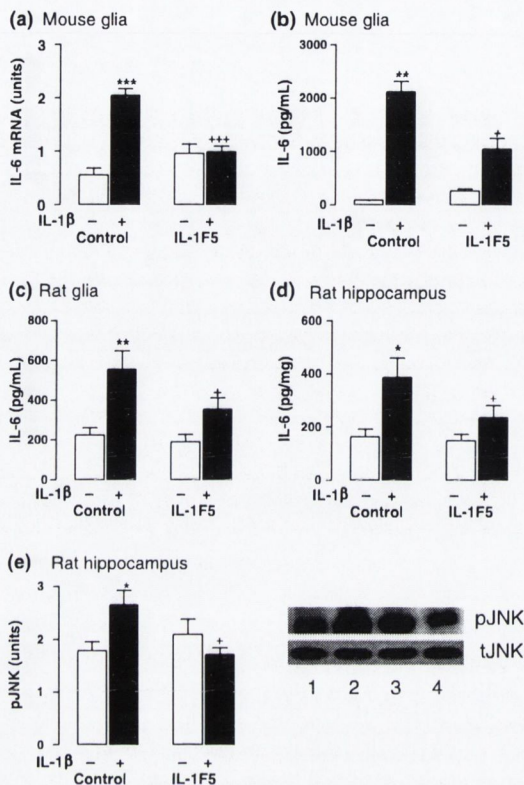 (a) Mouse glia
IL-6 mRNA (units)
3
2
1
0
***
+++
IL-1β – + – +
Control IL-1F5
(b) Mouse glia
IL-6 (pg/mL)
3000
2000
1000
0
**
+
IL-1β – + – +
Control IL-1F5
(c) Rat glia
IL-6 (pg/mL)
800
600
400
200
0
**
+
IL-1β – + – +
Control IL-1F5
(d) Rat hippocampus
IL-6 (pg/mg)
600
400
200
0
*
+
IL-1β – + – +
Control IL-1F5
(e) Rat hippocampus
pJNK (units)
3
2
1
0
*
+
IL-1β – + – +
Control IL-1F5
pJNK
tJNK
1 2 3 4